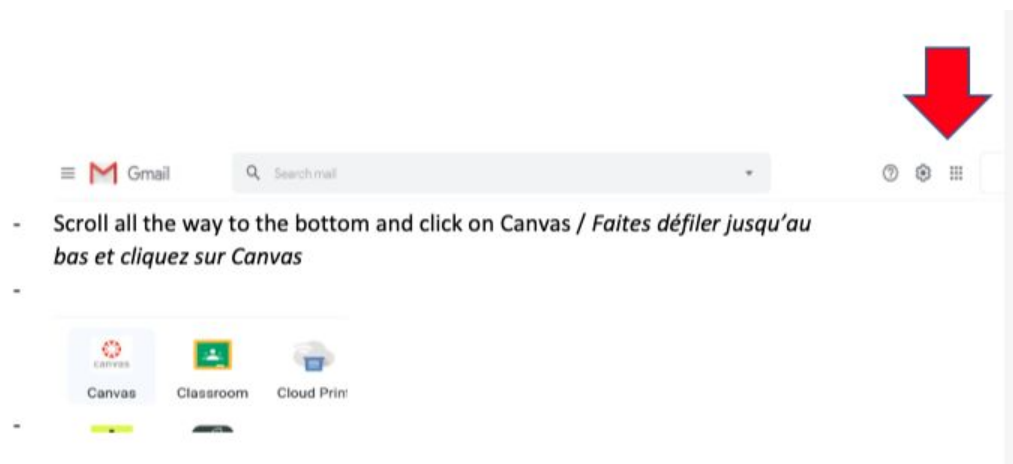 Gmail Search mail
- Scroll all the way to the bottom and click on Canvas / Faites défiler jusqu'au
bas et cliquez sur Canvas
-
canvas
Canvas Classroom Cloud Print
-